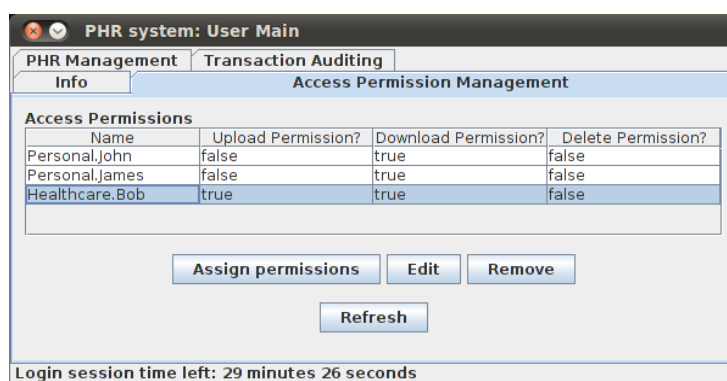 PHR system: User Main
PHR Management Transaction Auditing
Info Access Permission Management
Access Permissions
Name Upload Permission? Download Permission? Delete Permission?
Personal.John false true false
Personal.James false true false
Healthcare.Bob true true false
Assign permissions Edit Remove
Refresh
Login session time left: 29 minutes 26 seconds